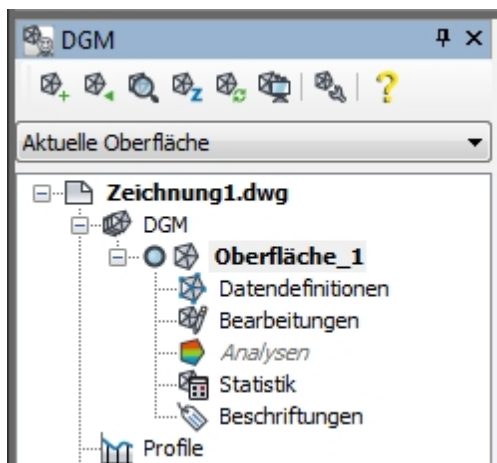 DGM
Aktuelle Oberfläche
Zeichnung1.dwg
DGM
Oberfläche_1
Datendefinitionen
Bearbeitungen
Analysen
Statistik
Beschriftungen
Profile